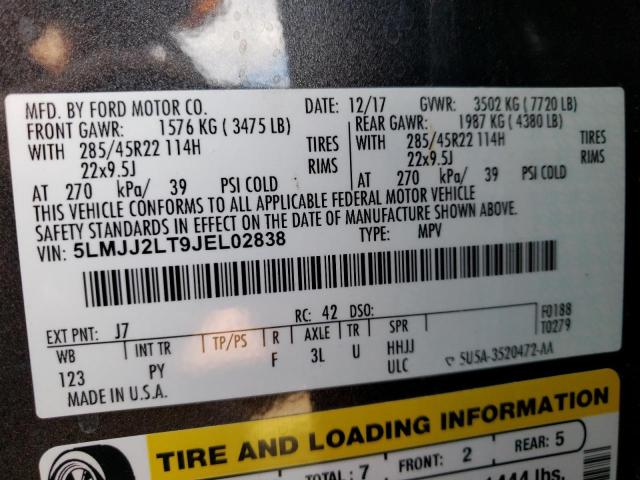 MFD. BY FORD MOTOR CO. DATE: 12/17 GVWR: 3502 KG ( 7720 LB)
FRONT GAWR: 1576 KG ( 3475 LB) REAR GAWR: 1987 KG ( 4380 LB)
WITH 285/45R22 114H TIRES WITH 285/45R22 114H TIRES
22x9.5J RIMS 22x9.5J RIMS
AT 270 kPa/ 39 PSI COLD AT 270 kPa/ 39 PSI COLD
THIS VEHICLE CONFORMS TO ALL APPLICABLE FEDERAL MOTOR VEHICLE
SAFETY STANDARDS IN EFFECT ON THE DATE OF MANUFACTURE SHOWN ABOVE.
VIN: 5LMJJ2LT9JEL02838 TYPE: MPV
F0188
T0279
EXT PNT: J7 RC: 42 DSO:
WB INT TR TP/PS R AXLE TR SPR
123 PY F 3L U HHJJ
ULC 5U5A-3520472-AA
MADE IN U.S.A.
TIRE AND LOADING INFORMATION
TOTAL: 7 FRONT: 2 REAR: 5
lbs.